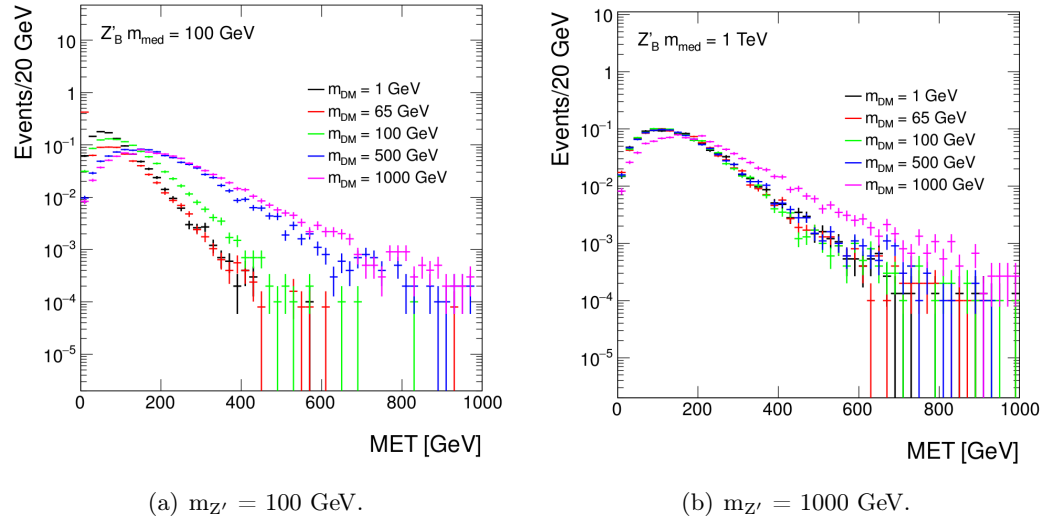 Z'_B m_med = 100 GeV
m_DM = 1 GeV
m_DM = 65 GeV
m_DM = 100 GeV
m_DM = 500 GeV
m_DM = 1000 GeV
Events/20 GeV
10
1
10^-1
10^-2
10^-3
10^-4
10^-5
0 200 400 600 800 1000
MET [GeV]
(a) m_Z′ = 100 GeV.
Z'_B m_med = 1 TeV
m_DM = 1 GeV
m_DM = 65 GeV
m_DM = 100 GeV
m_DM = 500 GeV
m_DM = 1000 GeV
Events/20 GeV
10
1
10^-1
10^-2
10^-3
10^-4
10^-5
0 200 400 600 800 1000
MET [GeV]
(b) m_Z′ = 1000 GeV.